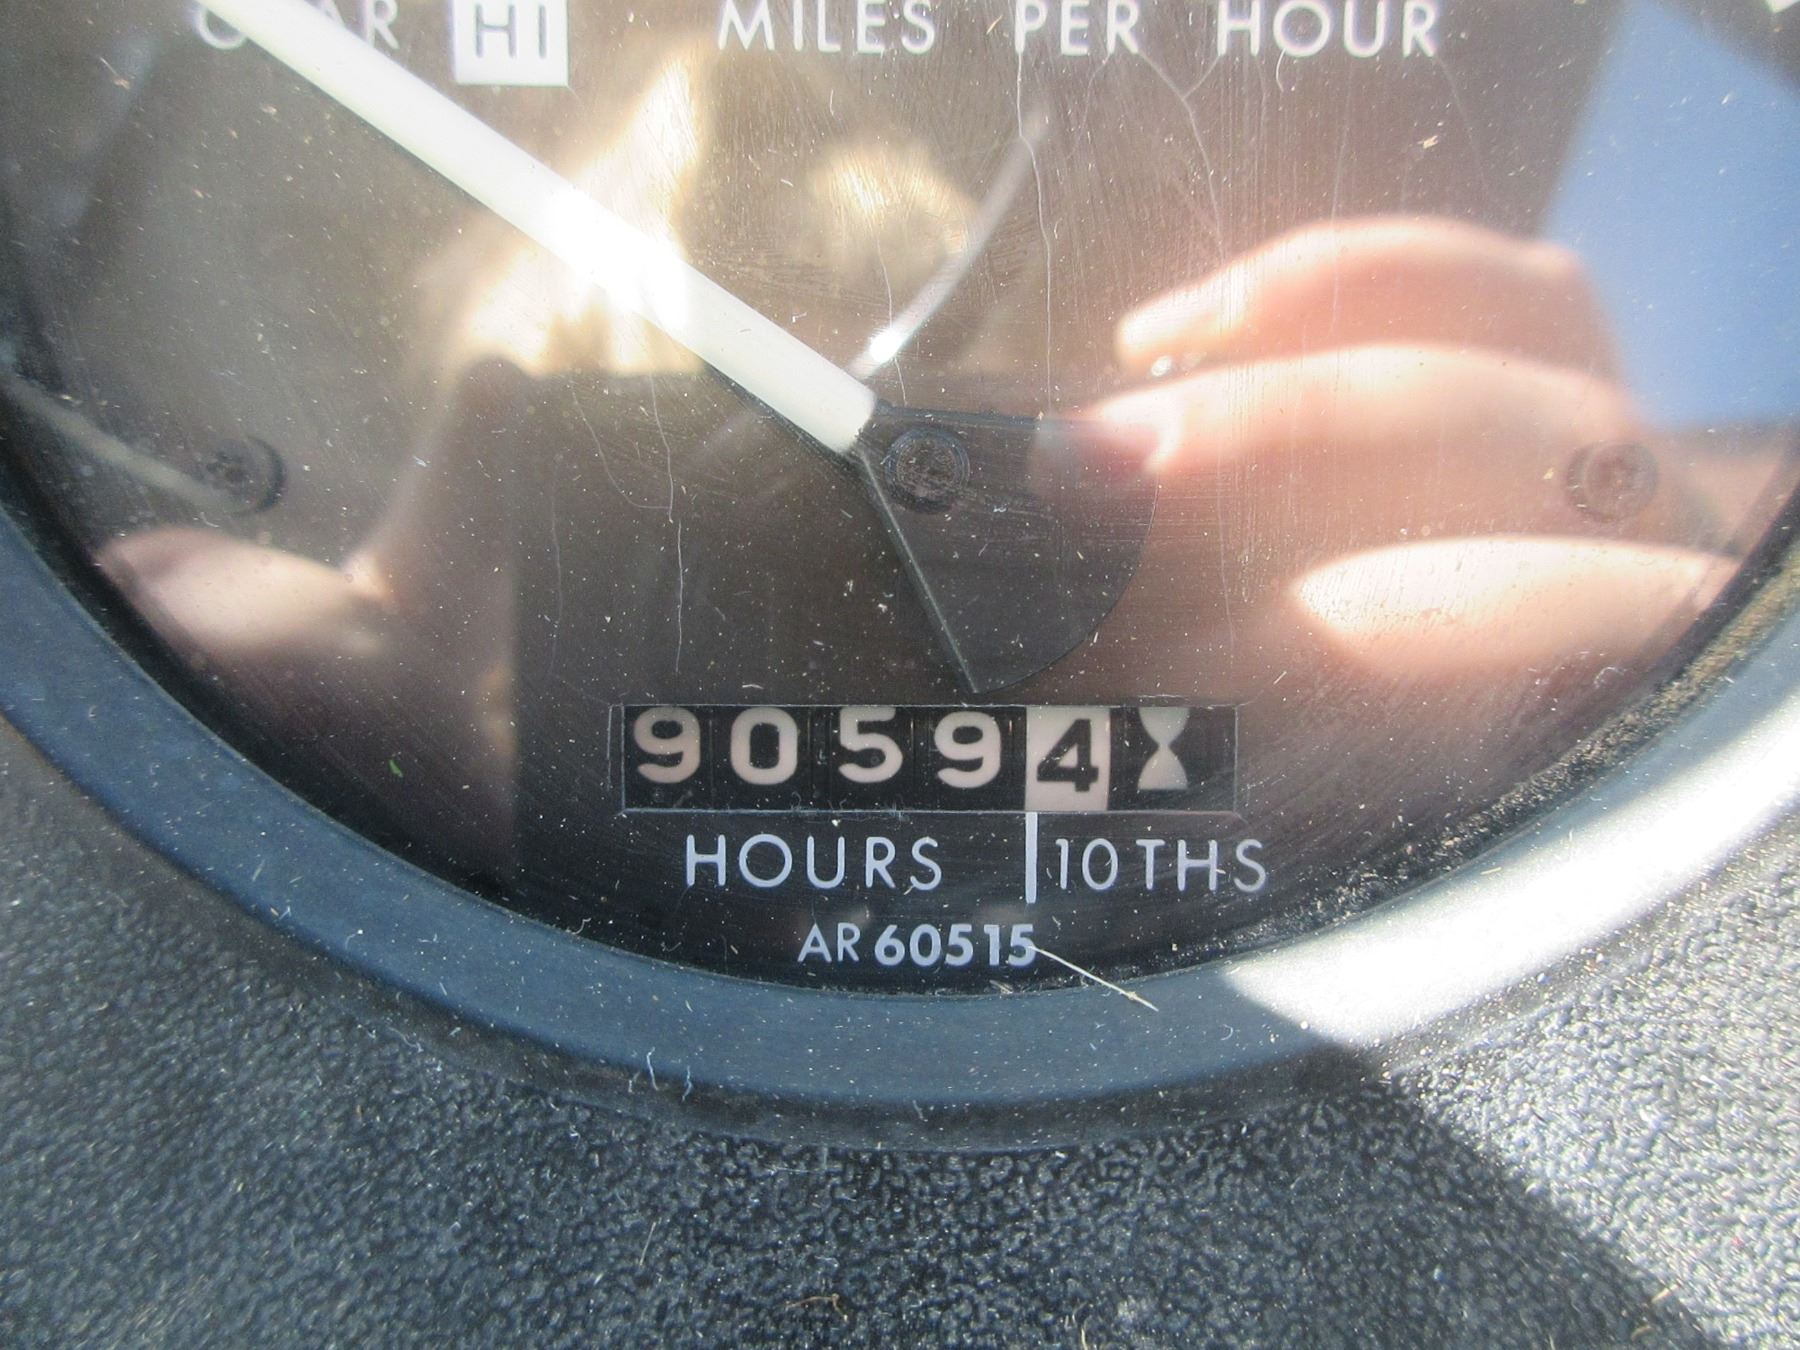 HI MILES PER HOUR
90594
HOURS 10THS
AR60515